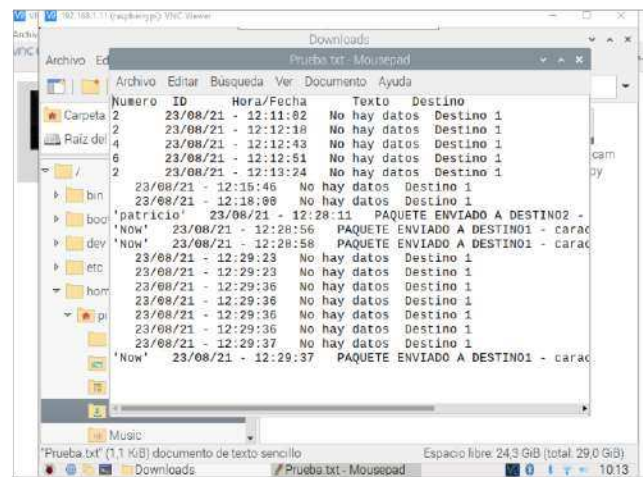 192.168.1.11 (raspberrypi) VNC Viewer
Downloads
Archivo Ed
Prueba.txt - Mousepad
Archivo Editar Búsqueda Ver Documento Ayuda
Numero ID Hora/Fecha Texto Destino
2 23/08/21 - 12:11:02 No hay datos Destino 1
2 23/08/21 - 12:12:18 No hay datos Destino 1
4 23/08/21 - 12:12:43 No hay datos Destino 1
6 23/08/21 - 12:12:51 No hay datos Destino 1
2 23/08/21 - 12:13:24 No hay datos Destino 1
23/08/21 - 12:15:46 No hay datos Destino 1
23/08/21 - 12:18:00 No hay datos Destino 1
'patricio' 23/08/21 - 12:28:11 PAQUETE ENVIADO A DESTINO2 -
'Now' 23/08/21 - 12:28:56 PAQUETE ENVIADO A DESTINO1 - carac
'Now' 23/08/21 - 12:28:58 PAQUETE ENVIADO A DESTINO1 - carac
23/08/21 - 12:29:23 No hay datos Destino 1
23/08/21 - 12:29:23 No hay datos Destino 1
23/08/21 - 12:29:36 No hay datos Destino 1
23/08/21 - 12:29:36 No hay datos Destino 1
23/08/21 - 12:29:36 No hay datos Destino 1
23/08/21 - 12:29:36 No hay datos Destino 1
23/08/21 - 12:29:37 No hay datos Destino 1
'Now' 23/08/21 - 12:29:37 PAQUETE ENVIADO A DESTINO1 - carac
Carpeta
Raíz del
/
bin
boo
dev
etc
hom
pi
Music
cam
py
"Prueba.txt" (1,1 KiB) documento de texto sencillo
Espacio libre: 24,3 GiB (total: 29,0 GiB)
Downloads
Prueba.txt - Mousepad
10:13